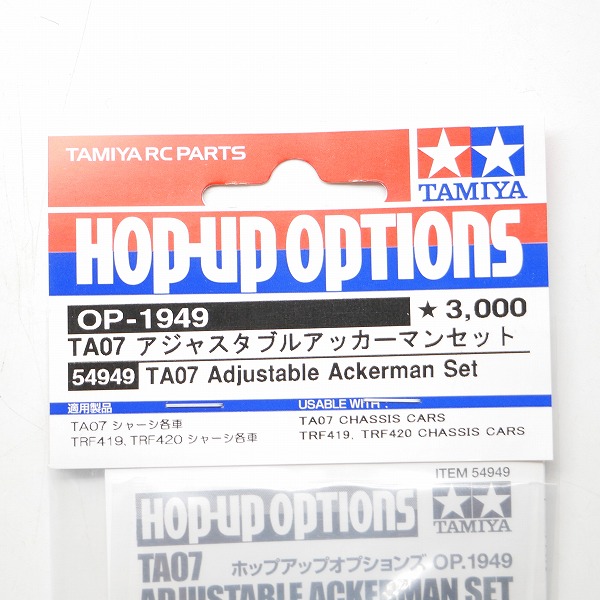 TAMIYA RC PARTS
TAMIYA
HOP-UP OPTIONS
OP-1949 ★ 3,000
TA07 アジャスタブルアッカーマンセット
54949 TA07 Adjustable Ackerman Set
適用製品
TA07 シャーシ各車
TRF419, TRF420 シャーシ各車
USABLE WITH:
TA07 CHASSIS CARS
TRF419, TRF420 CHASSIS CARS
ITEM 54949
HOP-UP OPTIONS
TAMIYA
TA07 ホップアップオプションズ OP.1949
ADJUSTABLE ACKERMAN SET